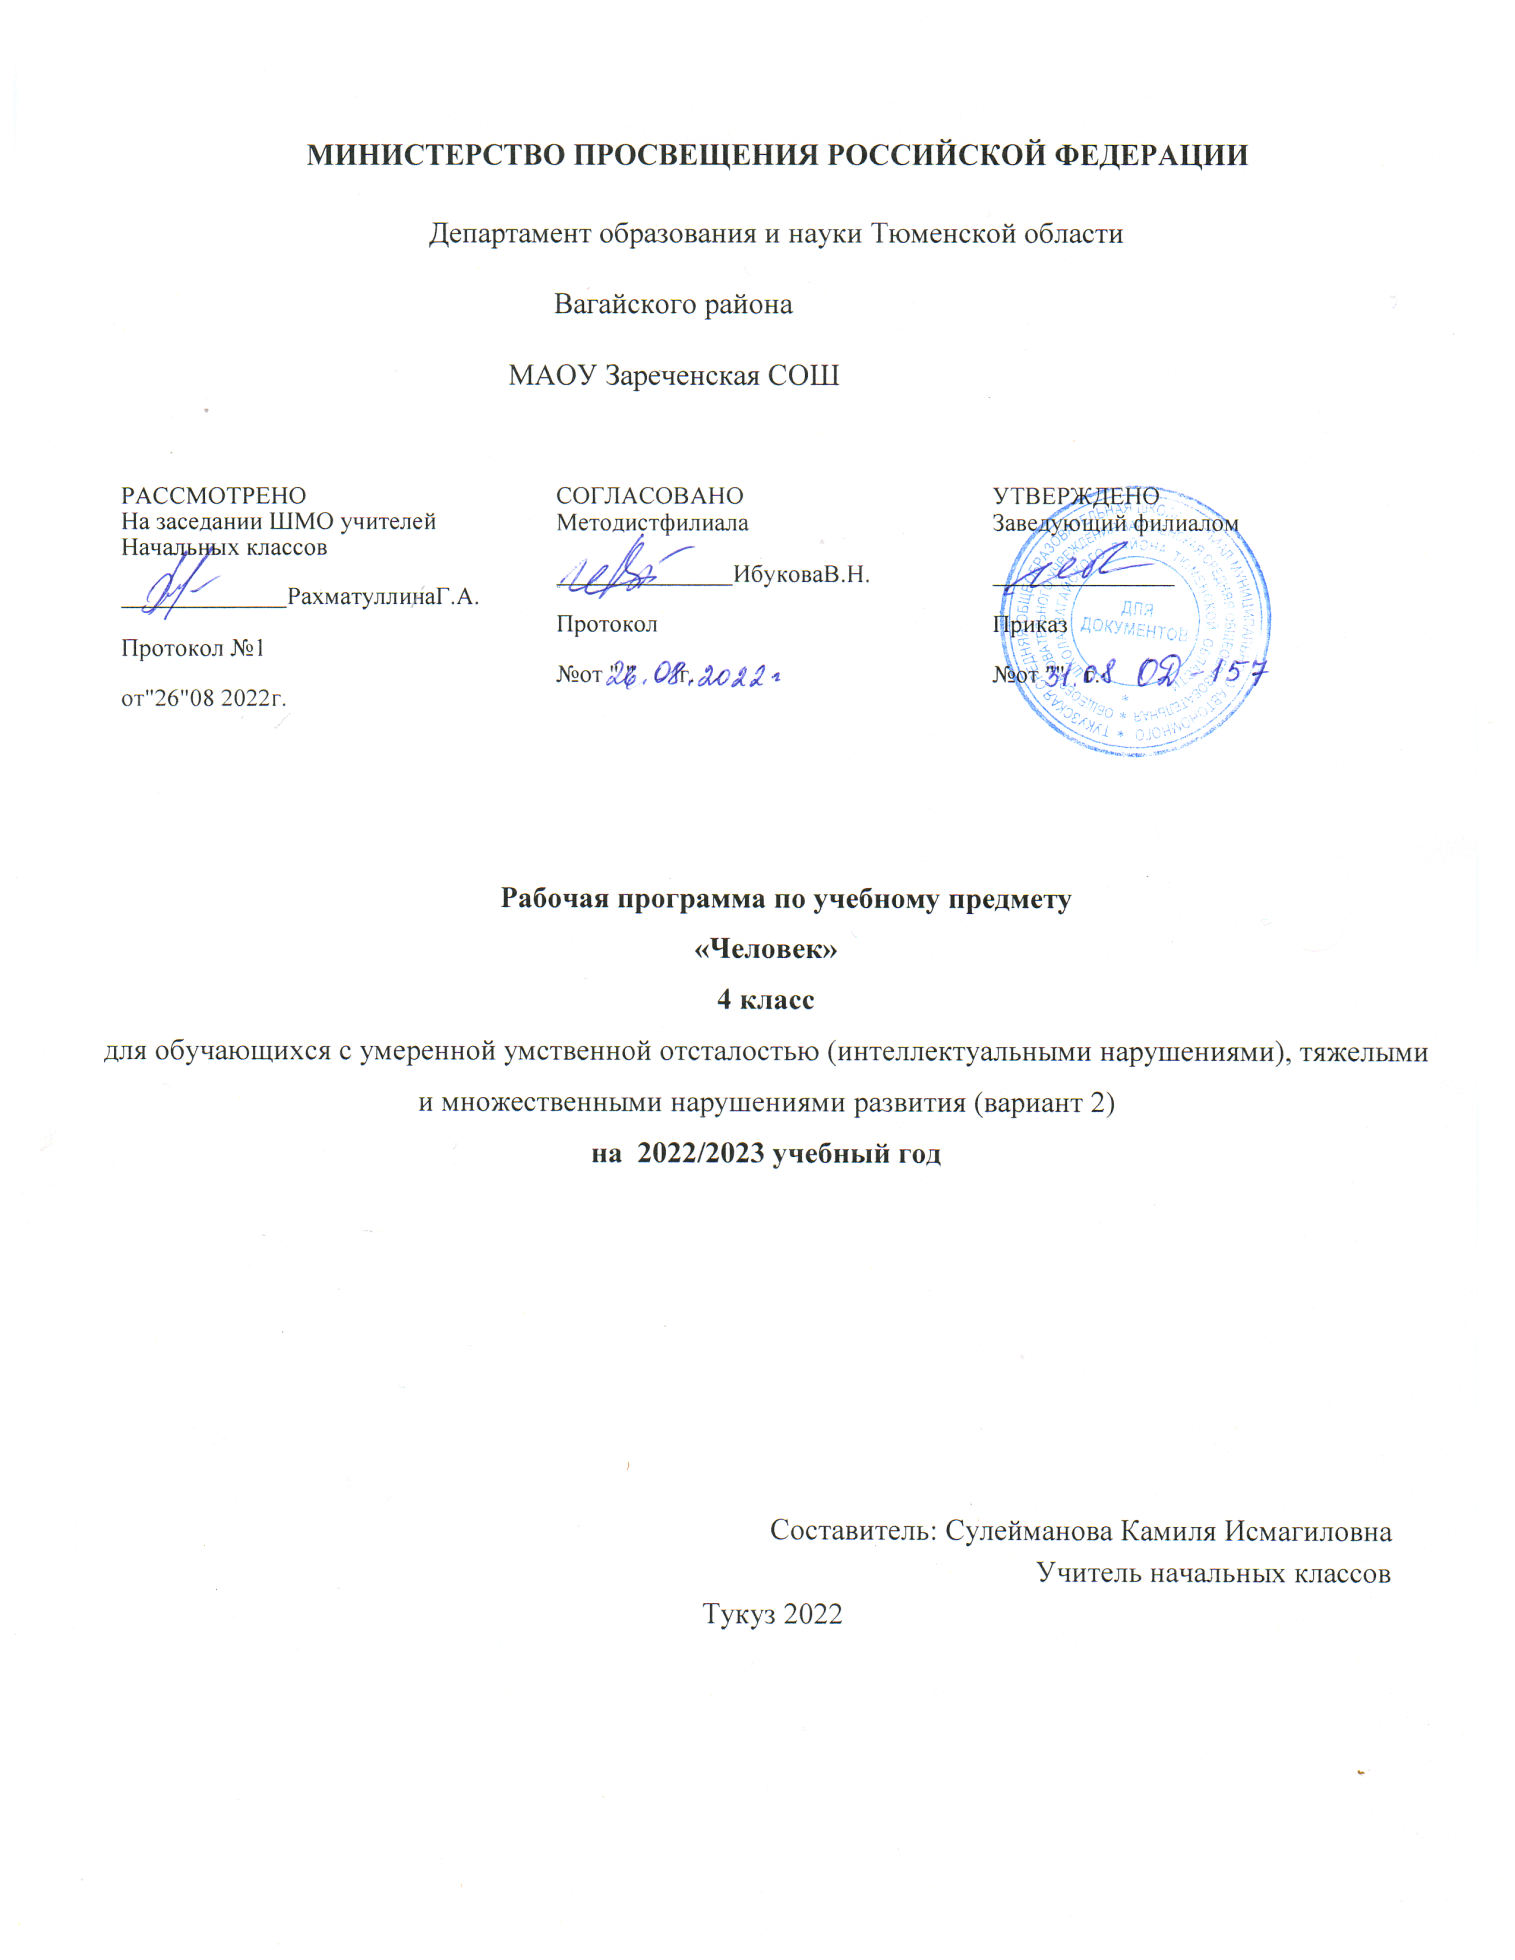 МИНИСТЕРСТВО ПРОСВЕЩЕНИЯ РОССИЙСКОЙ ФЕДЕРАЦИИ
Департамент образования и науки Тюменской области
Вагайского района
МАОУ Зареченская СОШ
РАССМОТРЕНО
На заседании ШМО учителей
Начальных классов
РахматуллинаГ.А.
Протокол №1
от"26"08 2022г.
СОГЛАСОВАНО
Методистфилиала
ИбуковаВ.Н.
Протокол
№от "" г.
26.08.2022г
УТВЕРЖДЕНО
Заведующий филиалом
Приказ
№от "" г.
31.08 ОД-157
ДЛЯ
ДОКУМЕНТОВ
Рабочая программа по учебному предмету
«Человек»
4 класс
для обучающихся с умеренной умственной отсталостью (интеллектуальными нарушениями), тяжелыми
и множественными нарушениями развития (вариант 2)
на 2022/2023 учебный год
Составитель: Сулейманова Камиля Исмагиловна
Учитель начальных классов
Тукуз 2022